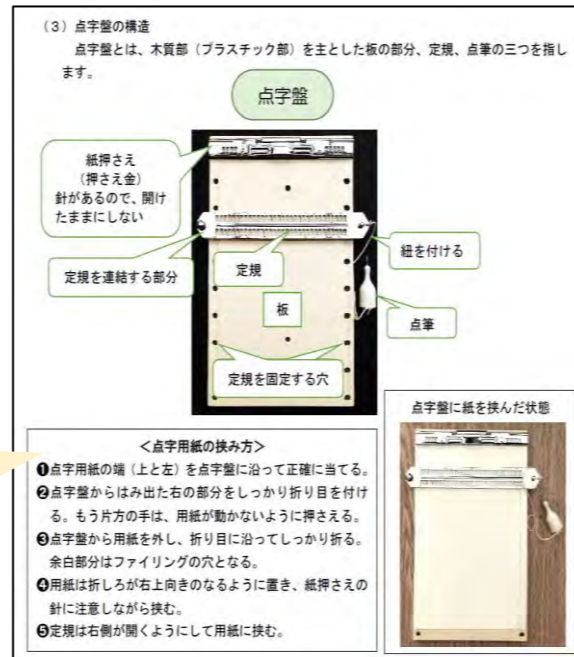 （3）点字盤の構造
点字盤とは、木質部（プラスチック部）を主とした板の部分、定規、点筆の三つを指し
ます。
点字盤
紙押さえ
（押さえ金）
針があるので、開け
たままにしない
定規を連結する部分
定規
紐を付ける
板
点筆
定規を固定する穴
点字盤に紙を挟んだ状態
＜点字用紙の挟み方＞
❶点字用紙の端（上と左）を点字盤に沿って正確に当てる。
❷点字盤からはみ出た右の部分をしっかり折り目を付け
る。もう片方の手は、用紙が動かないように押さえる。
❸点字盤から用紙を外し、折り目に沿ってしっかり折る。
余白部分はファイリングの穴となる。
❹用紙は折しろが右上向きのなるように置き、紙押さえの
針に注意しながら挟む。
❺定規は右側が開くようにして用紙に挟む。